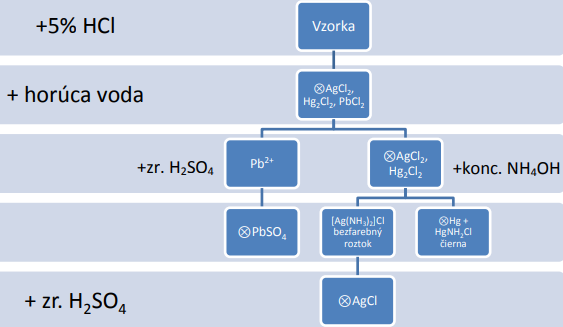 +5% HCl
Vzorka
+ horúca voda
⊗AgCl₂,
Hg₂Cl₂, PbCl₂
+zr. H₂SO₄
Pb²⁺
⊗AgCl₂,
Hg₂Cl₂
+konc. NH₄OH
⊗PbSO₄
[Ag(NH₃)₂]Cl
bezfarebný
roztok
⊗Hg +
HgNH₂Cl
čierna
+ zr. H₂SO₄
⊗AgCl